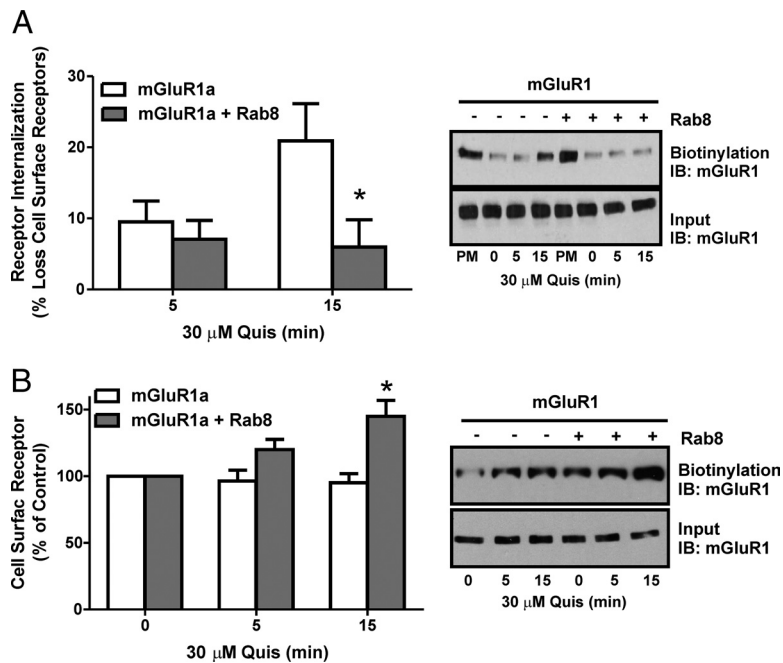 A
Receptor Internalization
(% Loss Cell Surface Receptors)
30
20
10
0
mGluR1a
mGluR1a + Rab8
*
5
15
30 μM Quis (min)
mGluR1
- - - - + + + + Rab8
Biotinylation
IB: mGluR1
Input
IB: mGluR1
PM 0 5 15 PM 0 5 15
30 μM Quis (min)
B
Cell Surfac Receptor
(% of Control)
150
100
50
0
mGluR1a
mGluR1a + Rab8
*
0
5
15
30 μM Quis (min)
mGluR1
- - - + + + Rab8
Biotinylation
IB: mGluR1
Input
IB: mGluR1
0 5 15 0 5 15
30 μM Quis (min)